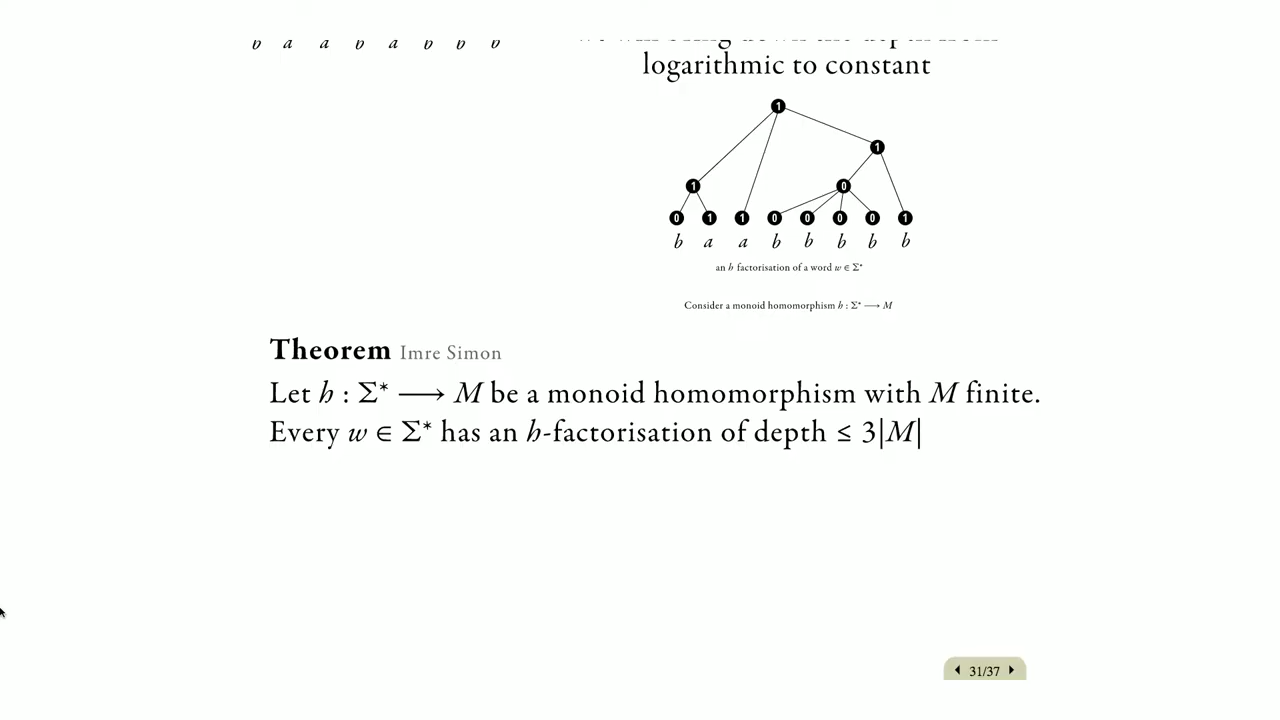 b a a b a b b b
logarithmic to constant
1
1
1 0
0 1 1 0 0 0 0 1
b a a b b b b b
an h factorisation of a word w ∈ Σ*
Consider a monoid homomorphism h : Σ* ⟶ M
Theorem Imre Simon
Let h : Σ* ⟶ M be a monoid homomorphism with M finite.
Every w ∈ Σ* has an h-factorisation of depth ≤ 3|M|
31/37